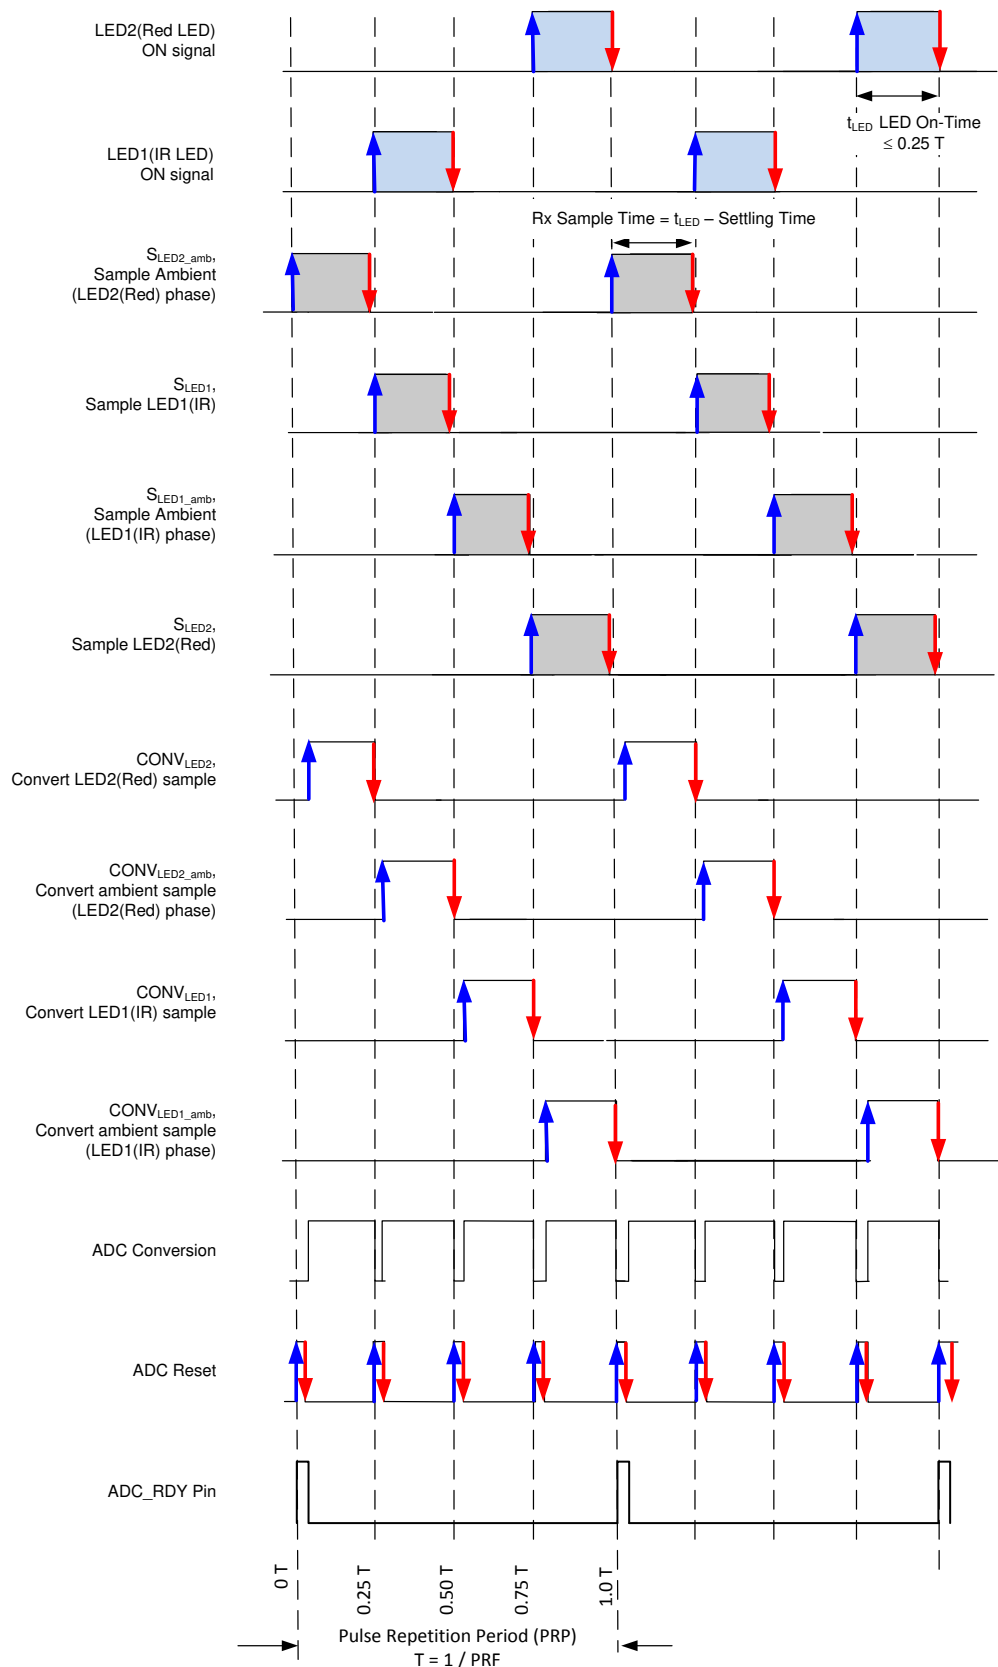 LED2(Red LED)
ON signal
tLED LED On-Time
≤ 0.25 T
LED1(IR LED)
ON signal
Rx Sample Time = tLED – Settling Time
SLED2_amb,
Sample Ambient
(LED2(Red) phase)
SLED1,
Sample LED1(IR)
SLED1_amb,
Sample Ambient
(LED1(IR) phase)
SLED2,
Sample LED2(Red)
CONVLED2,
Convert LED2(Red) sample
CONVLED2_amb,
Convert ambient sample
(LED2(Red) phase)
CONVLED1,
Convert LED1(IR) sample
CONVLED1_amb,
Convert ambient sample
(LED1(IR) phase)
ADC Conversion
ADC Reset
ADC_RDY Pin
0 T
0.25 T
0.50 T
0.75 T
1.0 T
Pulse Repetition Period (PRP)
T = 1 / PRF